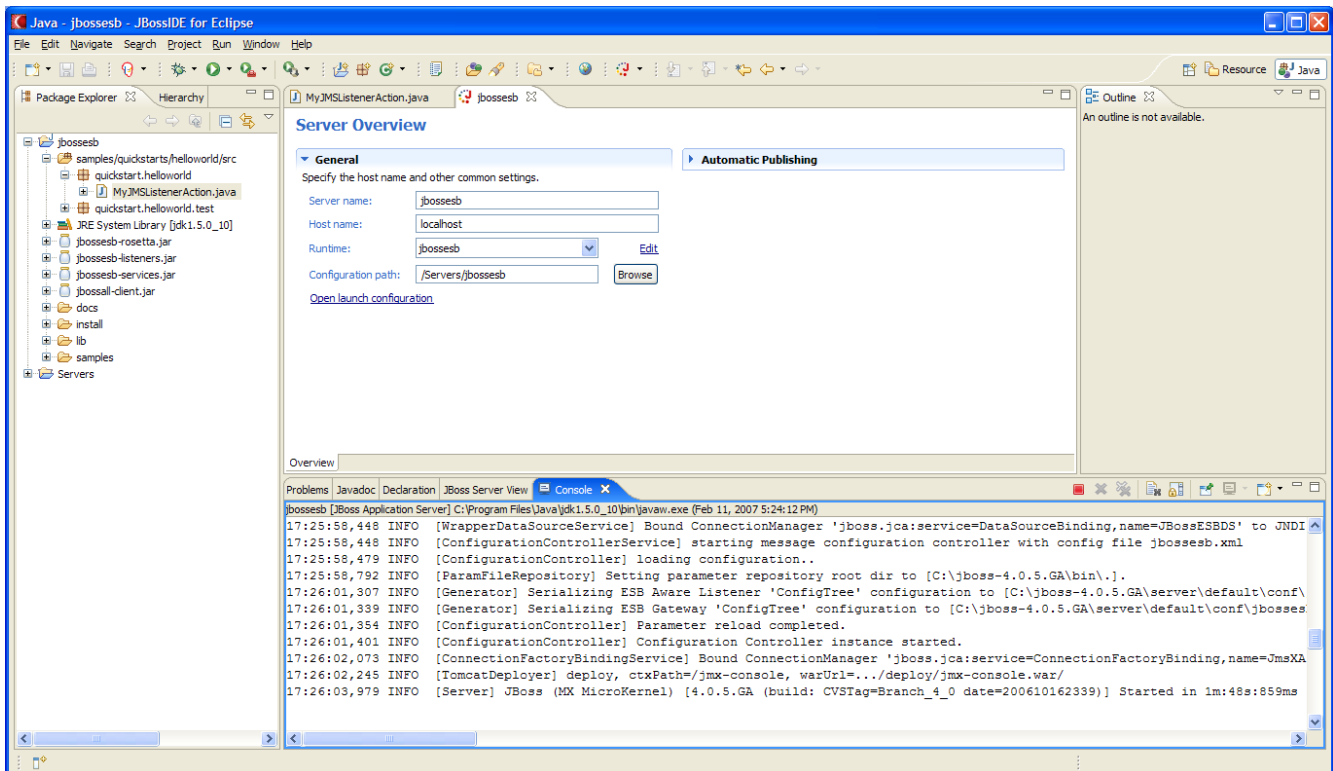 Java - jbossesb - JBossIDE for Eclipse
File Edit Navigate Search Project Run Window Help
Resource Java
Package Explorer Hierarchy
jbossesb
samples/quickstarts/helloworld/src
quickstart.helloworld
MyJMSListenerAction.java
quickstart.helloworld.test
JRE System Library [jdk1.5.0_10]
jbossesb-rosetta.jar
jbossesb-listeners.jar
jbossesb-services.jar
jbossall-client.jar
docs
install
lib
samples
Servers
MyJMSListenerAction.java jbossesb
Server Overview
General
Specify the host name and other common settings.
Server name: jbossesb
Host name: localhost
Runtime: jbossesb Edit
Configuration path: /Servers/jbossesb Browse
Open launch configuration
Automatic Publishing
Overview
Outline
An outline is not available.
Problems Javadoc Declaration JBoss Server View Console
jbossesb [JBoss Application Server] C:\Program Files\Java\jdk1.5.0_10\bin\javaw.exe (Feb 11, 2007 5:24:12 PM)
17:25:58,448 INFO [WrapperDataSourceService] Bound ConnectionManager 'jboss.jca:service=DataSourceBinding,name=JBossESBDS' to JNDI
17:25:58,448 INFO [ConfigurationControllerService] starting message configuration controller with config file jbossesb.xml
17:25:58,479 INFO [ConfigurationController] loading configuration..
17:25:58,792 INFO [ParamFileRepository] Setting parameter repository root dir to [C:\jboss-4.0.5.GA\bin\.].
17:26:01,307 INFO [Generator] Serializing ESB Aware Listener 'ConfigTree' configuration to [C:\jboss-4.0.5.GA\server\default\conf\
17:26:01,339 INFO [Generator] Serializing ESB Gateway 'ConfigTree' configuration to [C:\jboss-4.0.5.GA\server\default\conf\jbosses
17:26:01,354 INFO [ConfigurationController] Parameter reload completed.
17:26:01,401 INFO [ConfigurationController] Configuration Controller instance started.
17:26:02,073 INFO [ConnectionFactoryBindingService] Bound ConnectionManager 'jboss.jca:service=ConnectionFactoryBinding,name=JmsXA
17:26:02,245 INFO [TomcatDeployer] deploy, ctxPath=/jmx-console, warUrl=.../deploy/jmx-console.war/
17:26:03,979 INFO [Server] JBoss (MX MicroKernel) [4.0.5.GA (build: CVSTag=Branch_4_0 date=200610162339)] Started in 1m:48s:859ms